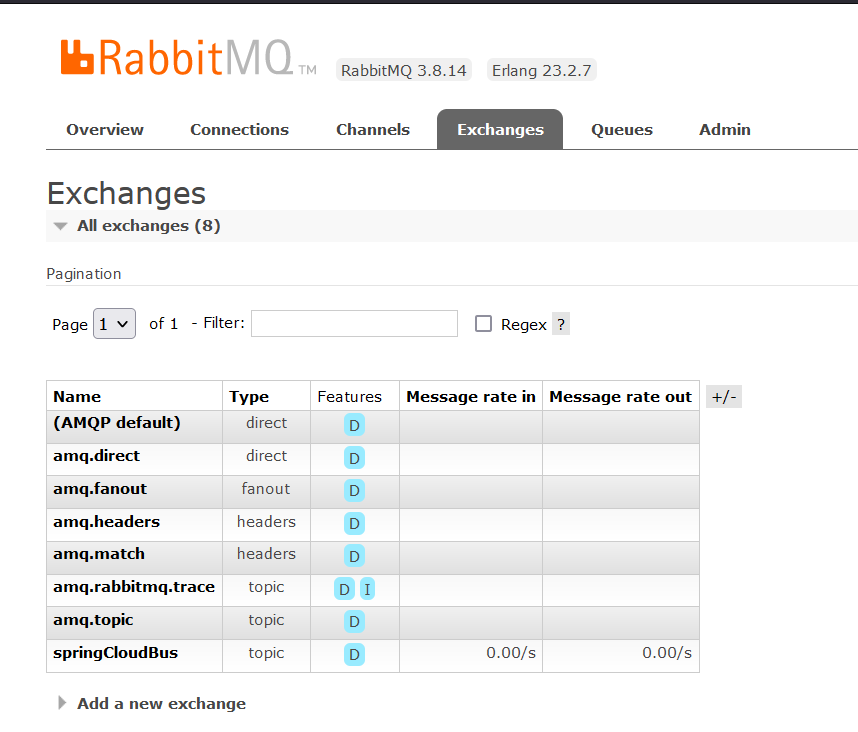 RabbitMQ TM RabbitMQ 3.8.14 Erlang 23.2.7
Overview Connections Channels Exchanges Queues Admin
Exchanges
All exchanges (8)
Pagination
Page 1 of 1 - Filter: Regex ?
Name Type Features Message rate in Message rate out +/-
(AMQP default) direct D
amq.direct direct D
amq.fanout fanout D
amq.headers headers D
amq.match headers D
amq.rabbitmq.trace topic D I
amq.topic topic D
springCloudBus topic D 0.00/s 0.00/s
Add a new exchange